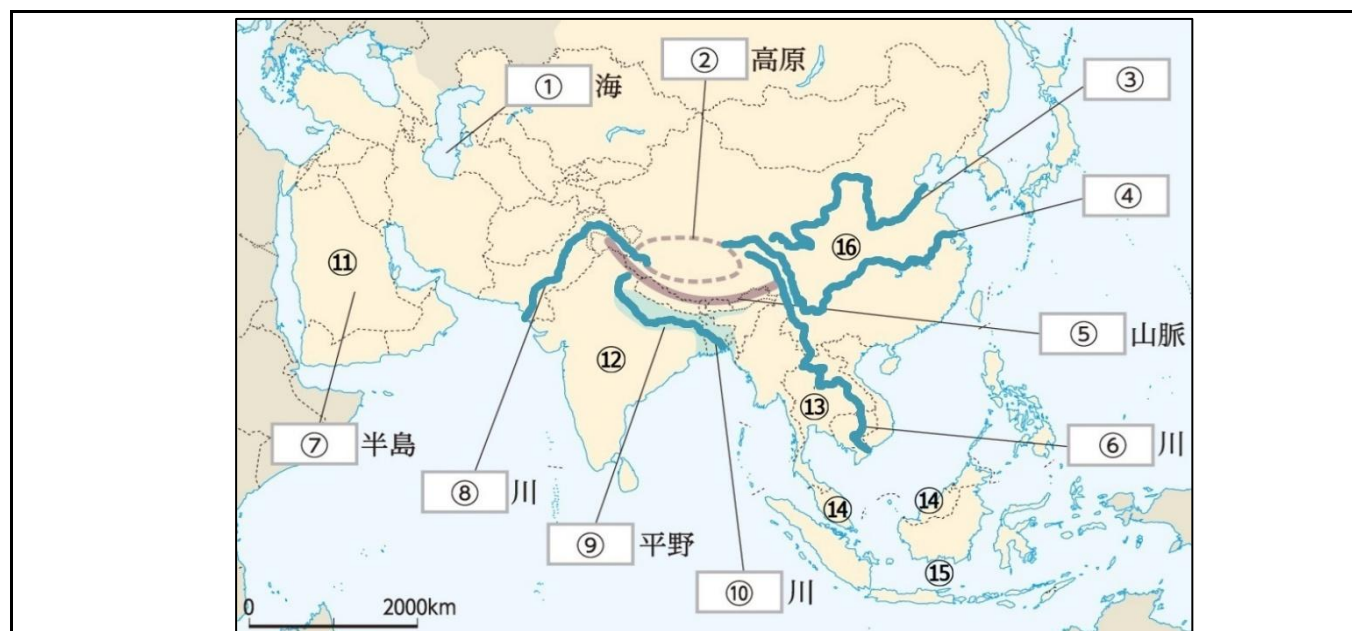 ② 高原
① 海
③
④
⑯
⑪
⑤ 山脈
⑫
⑬
⑦ 半島
⑥ 川
⑧ 川
⑭
⑭
⑨ 平野
⑮
⑩ 川
0 2000km